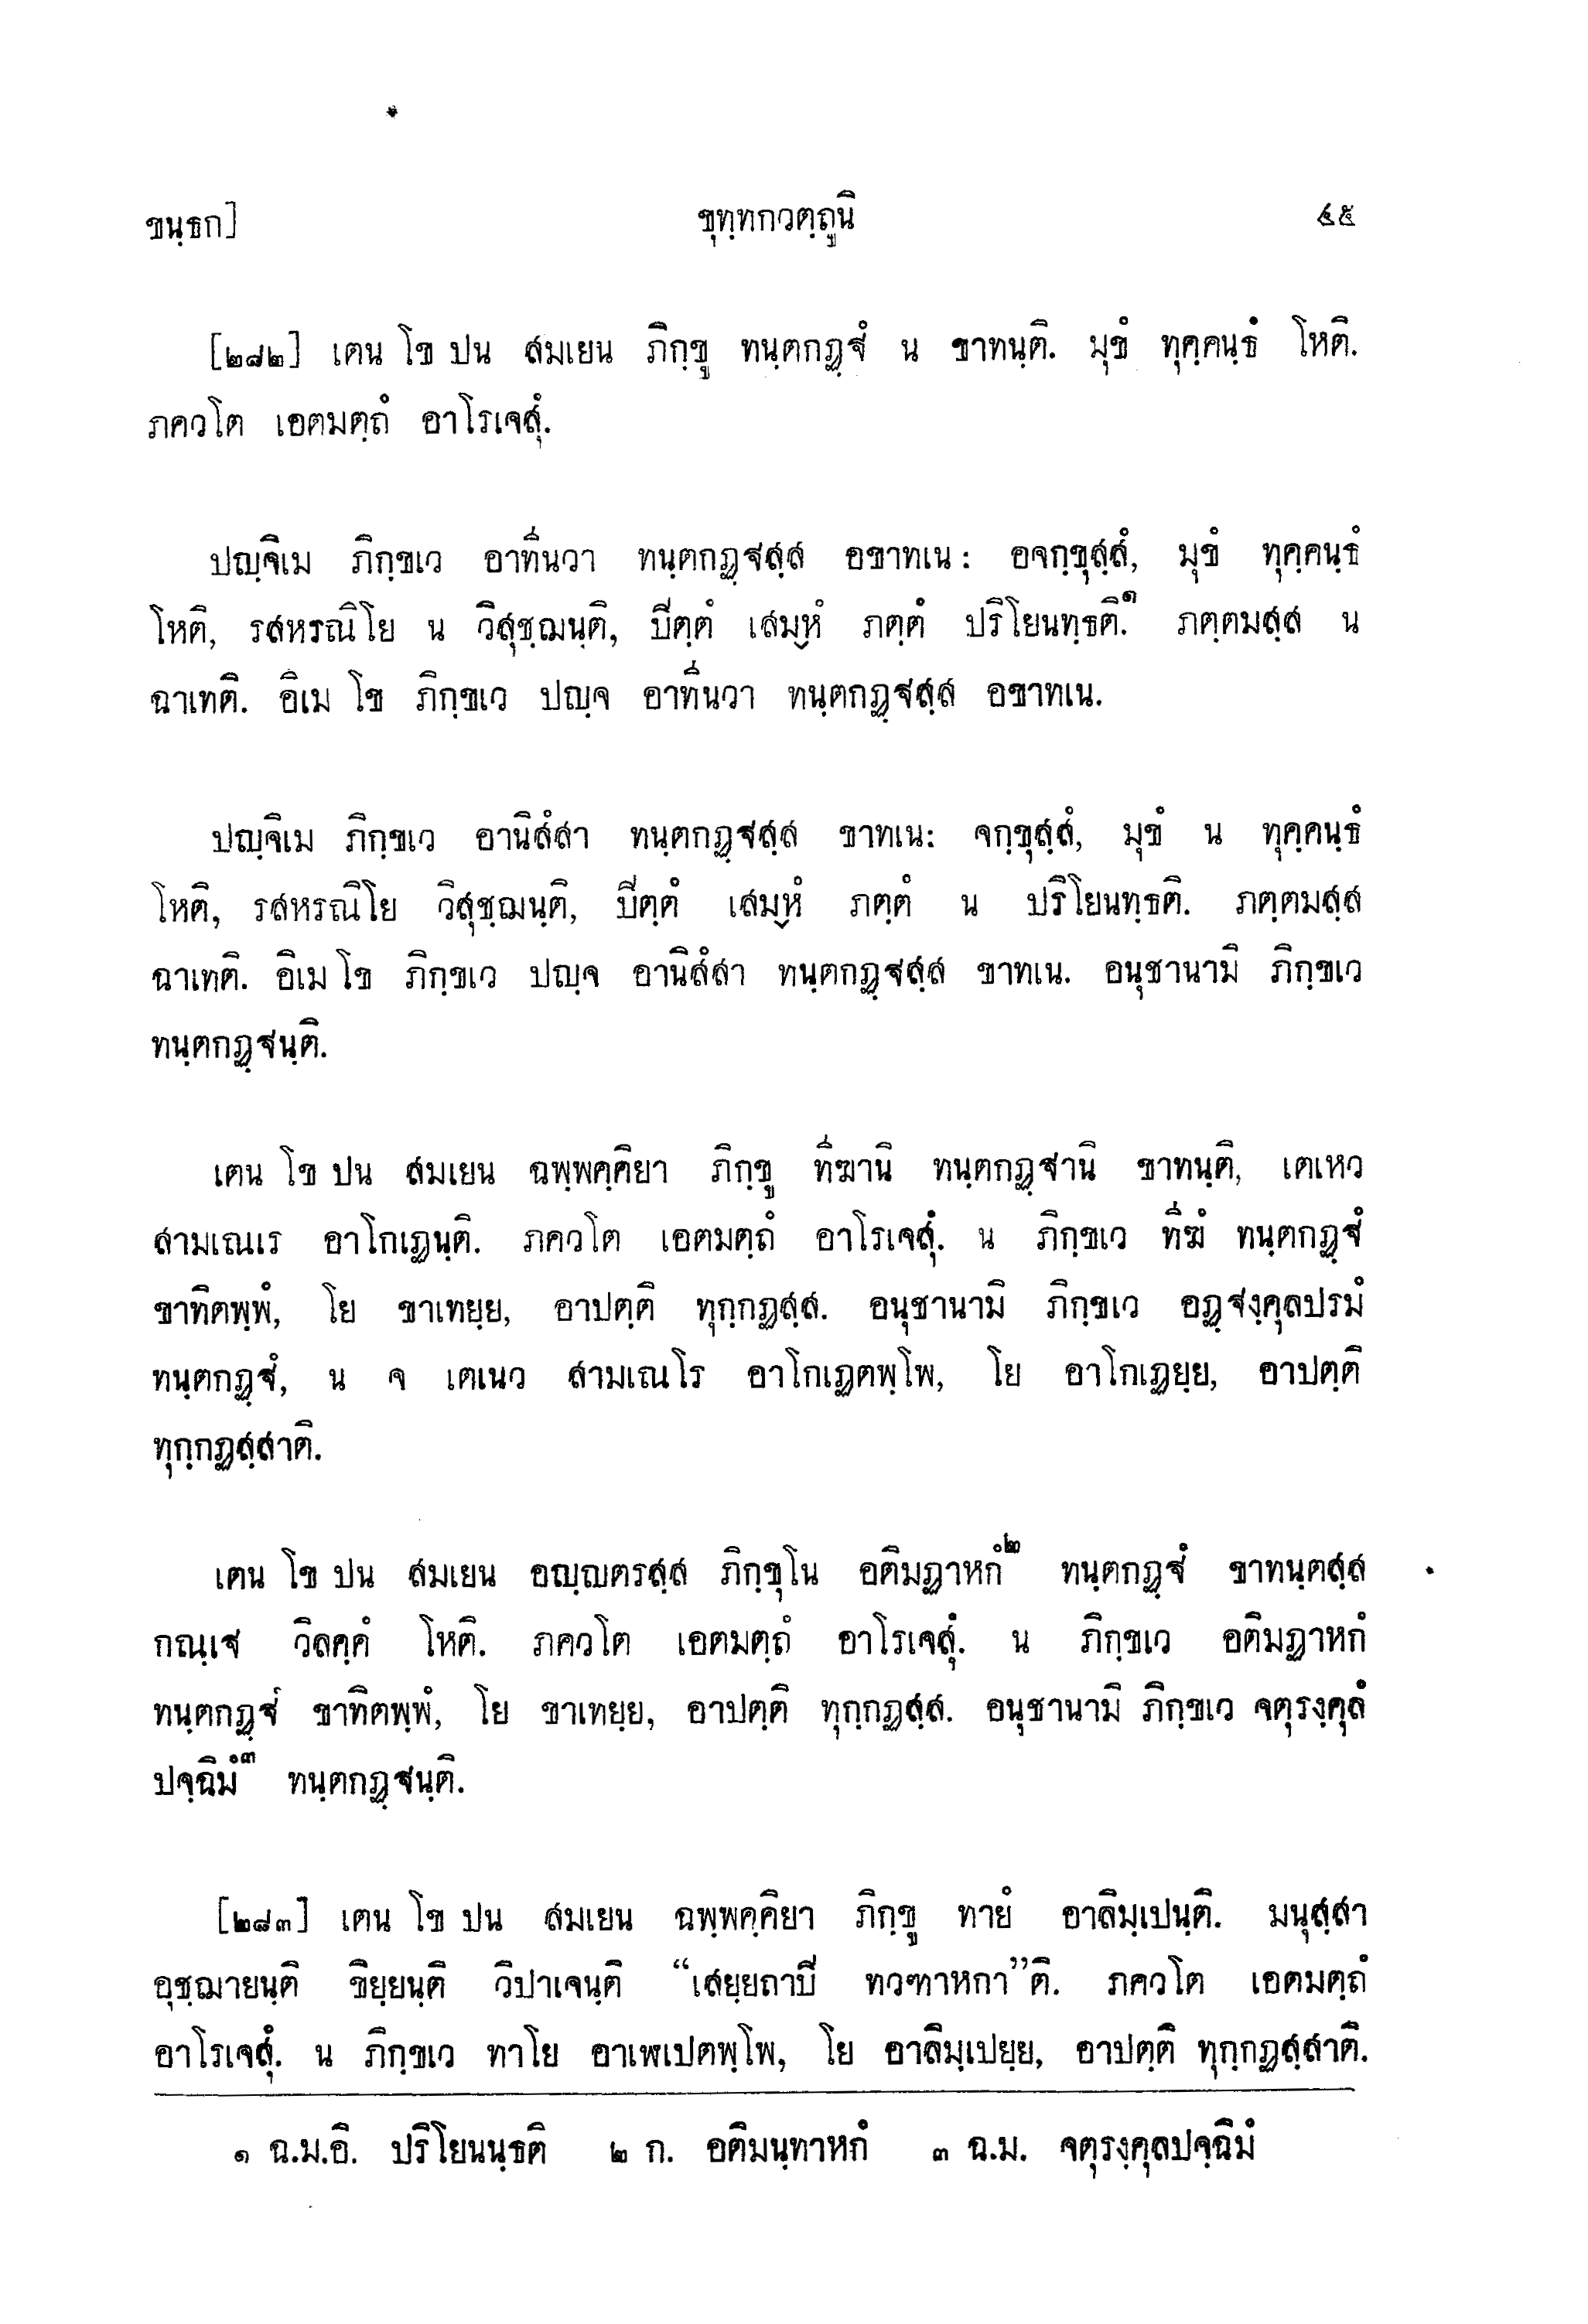 ขนฺธก]
ขุทฺทกวตฺถูนิ
๔๕
[๒๘๒] เตน โข ปน สมเยน ภิกฺขู ทนฺตกฏฺฐํ น ขาทนฺติ. มุขํ ทุคฺคนฺธํ โหติ.
ภควโต เอตมตฺถํ อาโรเจสุํ.
ปญฺจิเม ภิกฺขเว อาทีนวา ทนฺตกฏฺฐสฺส อขาทเน : อจกฺขุสฺสํ, มุขํ ทุคฺคนฺธํ
โหติ, รสหรณิโย น วิสุชฺฌนฺติ, ปิตฺตํ เสมฺหํ ภตฺตํ ปริโยนทฺธติ.๑ ภตฺตมสฺส น
ฉาเทติ. อิเม โข ภิกฺขเว ปญฺจ อาทีนวา ทนฺตกฏฺฐสฺส อขาทเน.
ปญฺจิเม ภิกฺขเว อานิสํสา ทนฺตกฏฺฐสฺส ขาทเน: จกฺขุสฺสํ, มุขํ น ทุคฺคนฺธํ
โหติ, รสหรณิโย วิสุชฺฌนฺติ, ปิตฺตํ เสมฺหํ ภตฺตํ น ปริโยนทฺธติ. ภตฺตมสฺส
ฉาเทติ. อิเม โข ภิกฺขเว ปญฺจ อานิสํสา ทนฺตกฏฺฐสฺส ขาทเน. อนุชานามิ ภิกฺขเว
ทนฺตกฏฺฐนฺติ.
เตน โข ปน สมเยน ฉพฺพคฺคิยา ภิกฺขู ทีฆานิ ทนฺตกฏฺฐานิ ขาทนฺติ, เตเหว
สามเณเร อาโกเฏนฺติ. ภควโต เอตมตฺถํ อาโรเจสุํ. น ภิกฺขเว ทีฆํ ทนฺตกฏฺฐํ
ขาทิตพฺพํ, โย ขาเทยฺย, อาปตฺติ ทุกฺกฏสฺส. อนุชานามิ ภิกฺขเว อฏฺฐงฺคุลปรมํ
ทนฺตกฏฺฐํ, น จ เตเนว สามเณโร อาโกเฏตพฺโพ, โย อาโกเฏยฺย, อาปตฺติ
ทุกฺกฏสฺสาติ.
เตน โข ปน สมเยน อญฺญตรสฺส ภิกฺขุโน อติมฏาหกํ๒ ทนฺตกฏฺฐํ ขาทนฺตสฺส
กณฺเฐ วิลคฺคํ โหติ. ภควโต เอตมตฺถํ อาโรเจสุํ. น ภิกฺขเว อติมฏาหกํ
ทนฺตกฏฺฐํ ขาทิตพฺพํ, โย ขาเทยฺย, อาปตฺติ ทุกฺกฏสฺส. อนุชานามิ ภิกฺขเว จตุรงฺคุลํ
ปจฺฉิมํ๓ ทนฺตกฏฺฐนฺติ.
[๒๘๓] เตน โข ปน สมเยน ฉพฺพคฺคิยา ภิกฺขู ทายํ อาลิมฺเปนฺติ. มนุสฺสา
อุชฺฌายนฺติ ขิยฺยนฺติ วิปาเจนฺติ “เสยฺยถาปิ ทวฑาหกา”ติ. ภควโต เอตมตฺถํ
อาโรเจสุํ. น ภิกฺขเว ทาโย อาเพเปตพฺโพ, โย อาลิมฺเปยฺย, อาปตฺติ ทุกฺกฏสฺสาติ.
๑ ฉ.ม.อิ. ปริโยนนฺธติ ๒ ก. อติมนฺทาหกํ ๓ ฉ.ม. จตุรงฺคุลปจฺฉิมํ